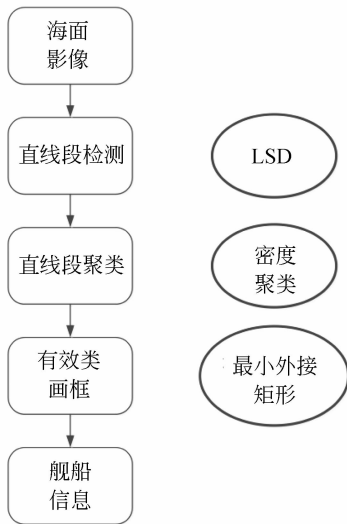 海面
影像
直线段检测
LSD
直线段聚类
密度
聚类
有效类
画框
最小外接
矩形
舰船
信息